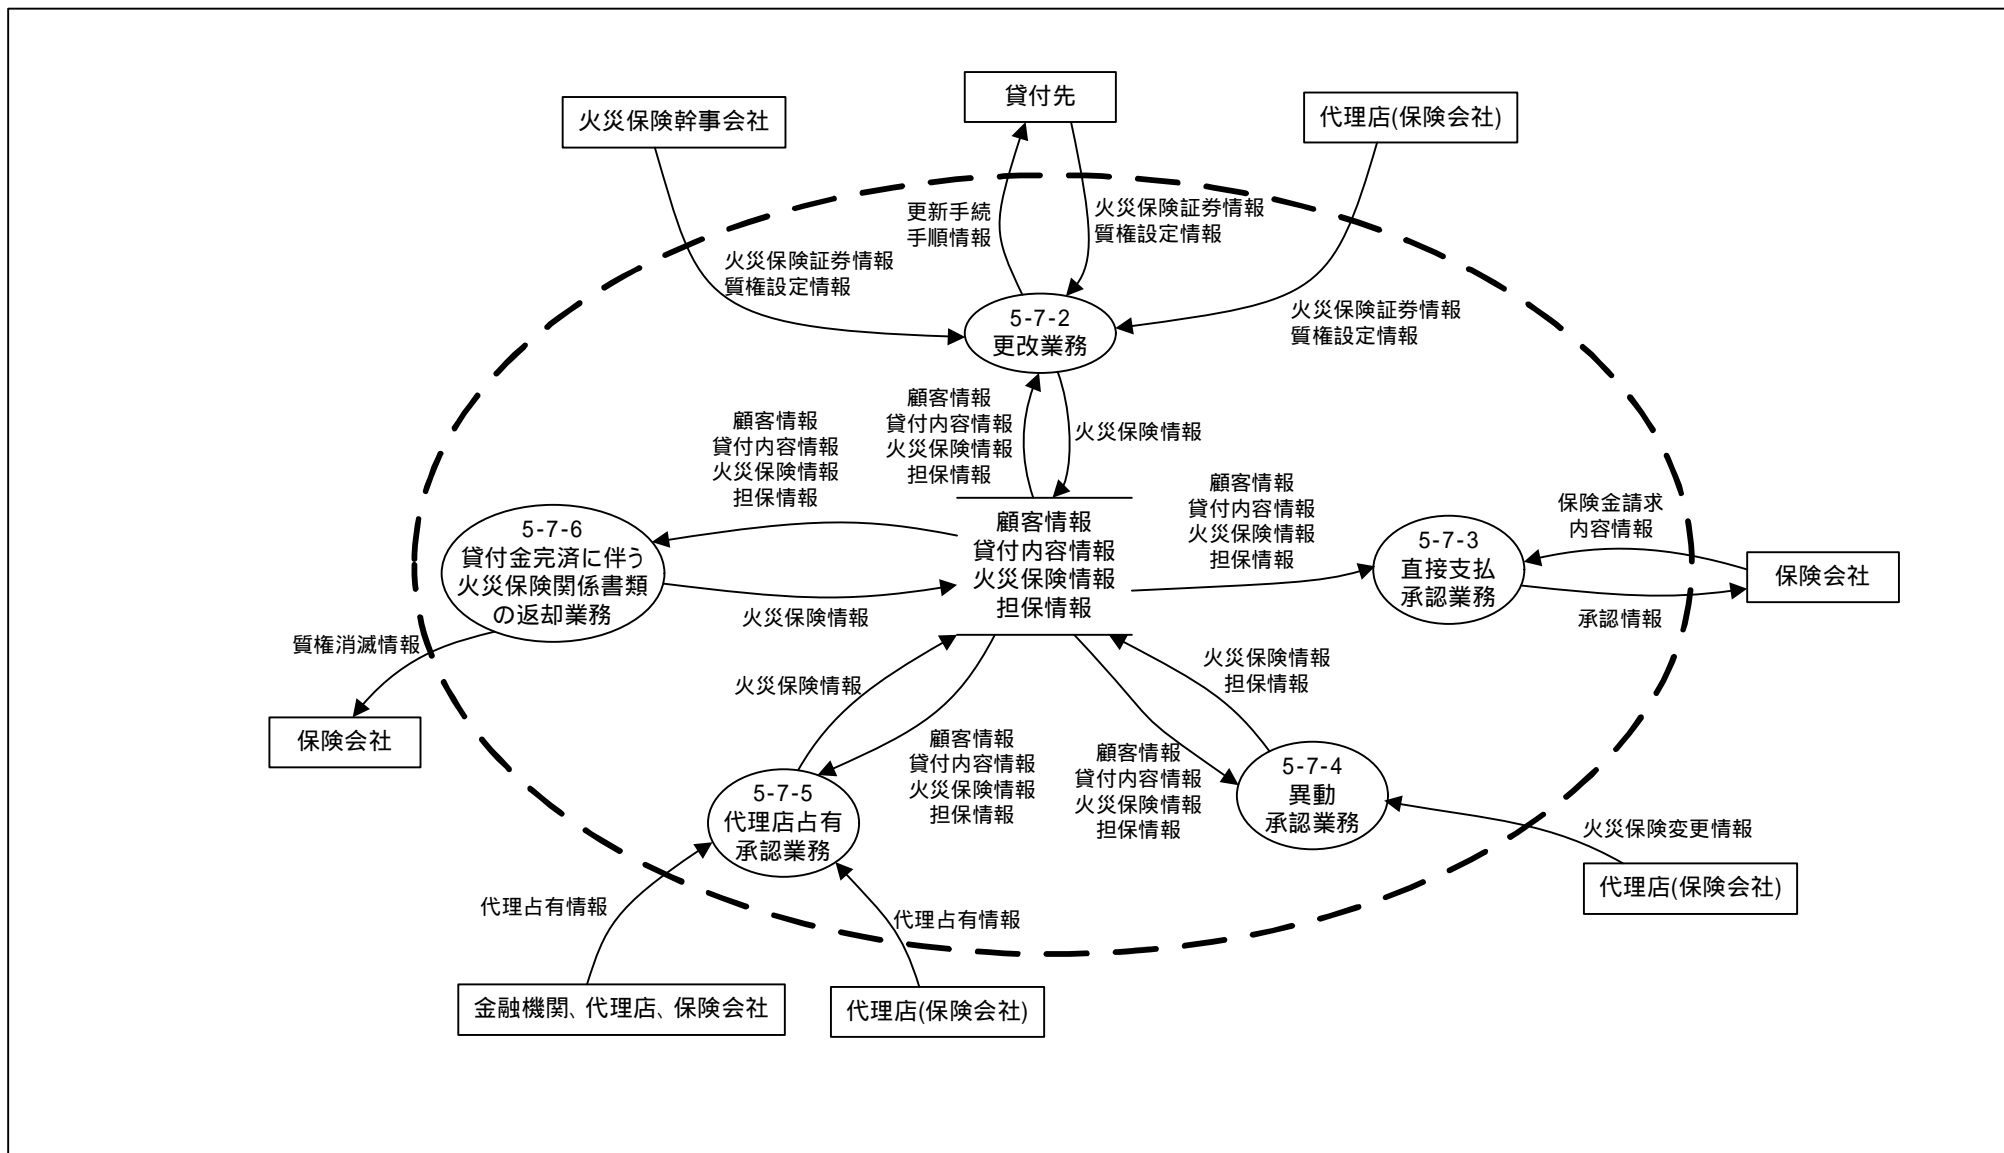 貸付先
火災保険幹事会社
代理店(保険会社)
更新手続
手順情報
火災保険証券情報
質権設定情報
火災保険証券情報
質権設定情報
火災保険証券情報
質権設定情報
5-7-2
更改業務
顧客情報
貸付内容情報
火災保険情報
担保情報
火災保険情報
顧客情報
貸付内容情報
火災保険情報
担保情報
顧客情報
貸付内容情報
火災保険情報
担保情報
保険金請求
内容情報
5-7-6
貸付金完済に伴う
火災保険関係書類
の返却業務
顧客情報
貸付内容情報
火災保険情報
担保情報
5-7-3
直接支払
承認業務
保険会社
火災保険情報
承認情報
質権消滅情報
保険会社
火災保険情報
火災保険情報
担保情報
顧客情報
貸付内容情報
火災保険情報
担保情報
顧客情報
貸付内容情報
火災保険情報
担保情報
5-7-5
代理店占有
承認業務
5-7-4
異動
承認業務
火災保険変更情報
代理店(保険会社)
代理占有情報
代理占有情報
金融機関、代理店、保険会社
代理店(保険会社)